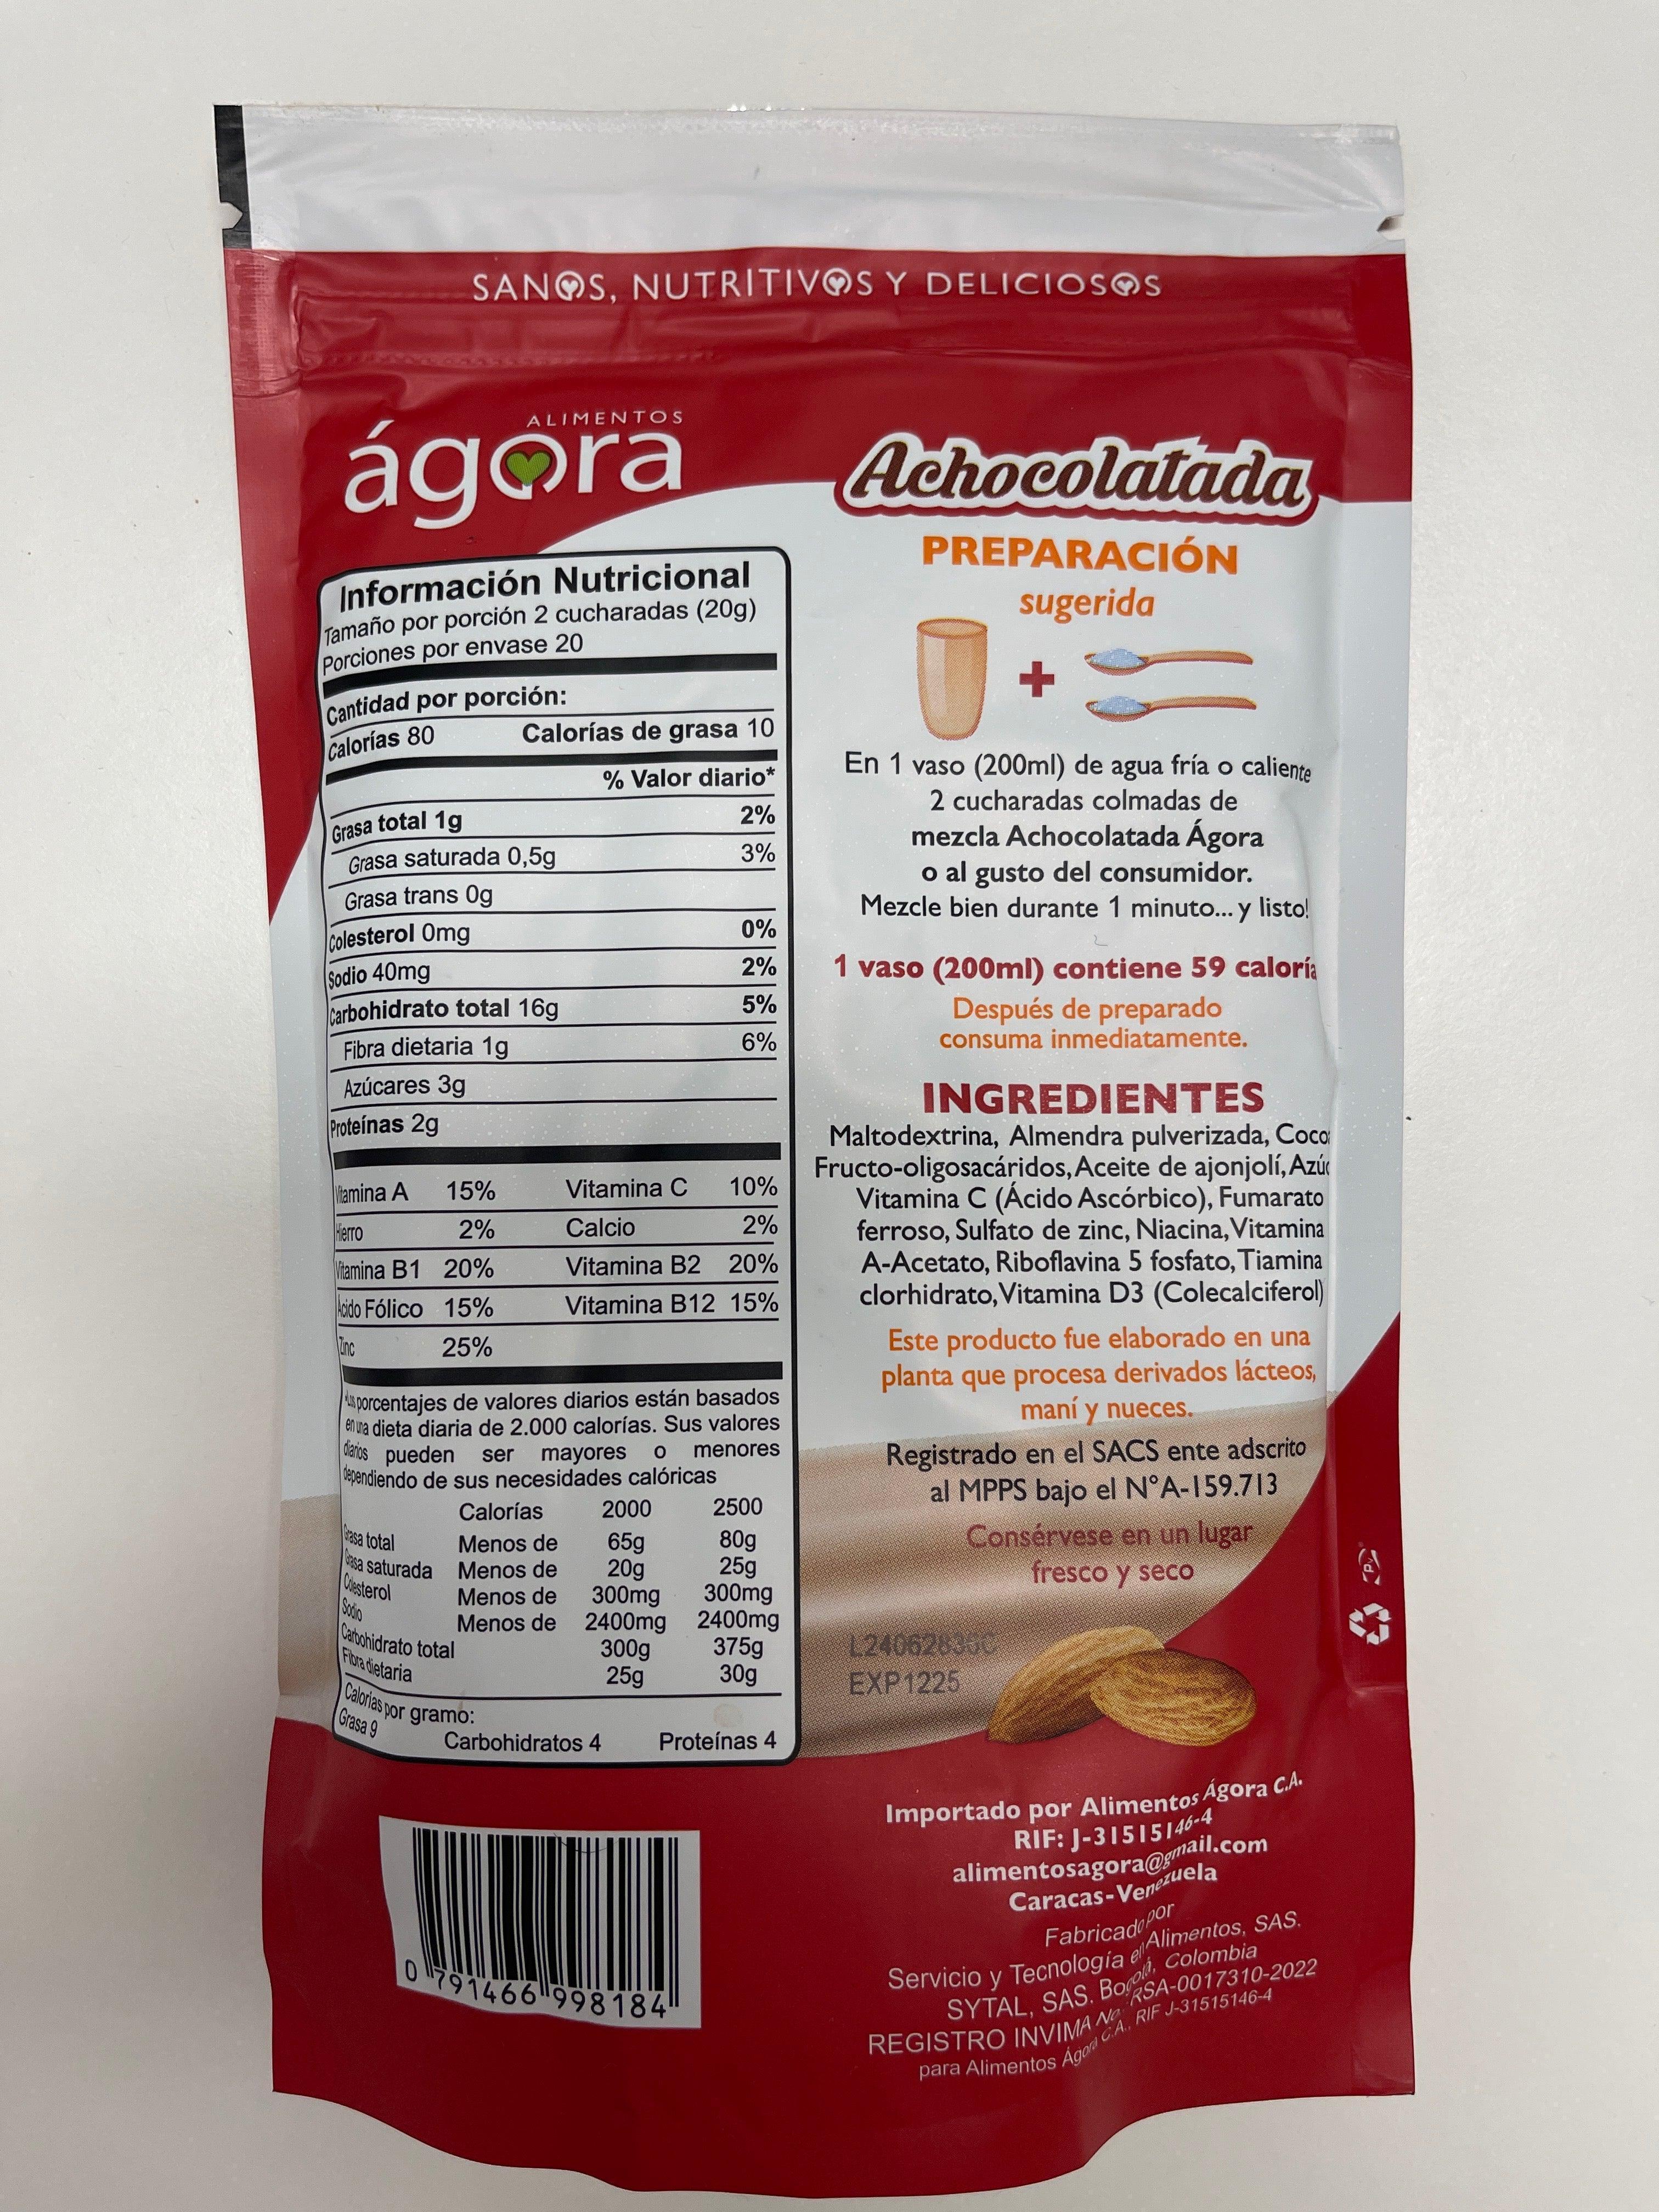 SANOS, NUTRITIVOS Y DELICIOSOS
ALIMENTOS
ágora
Achocolatada
Información Nutricional
Tamaño por porción 2 cucharadas (20g)
Porciones por envase 20
Cantidad por porción:
Calorías 80 Calorías de grasa 10
% Valor diario*
Grasa total 1g 2%
Grasa saturada 0,5g 3%
Grasa trans 0g
Colesterol 0mg 0%
Sodio 40mg 2%
Carbohidrato total 16g 5%
Fibra dietaria 1g 6%
Azúcares 3g
Proteínas 2g
Vitamina A 15% Vitamina C 10%
Hierro 2% Calcio 2%
Vitamina B1 20% Vitamina B2 20%
Ácido Fólico 15% Vitamina B12 15%
Zinc 25%
*Los porcentajes de valores diarios están basados
en una dieta diaria de 2.000 calorías. Sus valores
diarios pueden ser mayores o menores
dependiendo de sus necesidades calóricas
Calorías 2000 2500
Grasa total Menos de 65g 80g
Grasa saturada Menos de 20g 25g
Colesterol Menos de 300mg 300mg
Sodio Menos de 2400mg 2400mg
Carbohidrato total 300g 375g
Fibra dietaria 25g 30g
Calorias por gramo:
Grasa 9 Carbohidratos 4 Proteínas 4
0 791466 998184
PREPARACIÓN
sugerida
+
En 1 vaso (200ml) de agua fría o caliente
2 cucharadas colmadas de
mezcla Achocolatada Ágora
o al gusto del consumidor.
Mezcle bien durante 1 minuto... y listo!
1 vaso (200ml) contiene 59 caloría
Después de preparado
consuma inmediatamente.
INGREDIENTES
Maltodextrina, Almendra pulverizada, Cocoa
Fructo-oligosacáridos, Aceite de ajonjolí, Azúc
Vitamina C (Ácido Ascórbico), Fumarato
ferroso, Sulfato de zinc, Niacina, Vitamina
A-Acetato, Riboflavina 5 fosfato, Tiamina
clorhidrato, Vitamina D3 (Colecalciferol)
Este producto fue elaborado en una
planta que procesa derivados lácteos,
maní y nueces.
Registrado en el SACS ente adscrito
al MPPS bajo el N°A-159.713
Consérvese en un lugar
fresco y seco
EXP1225
Importado por Alimentos Ágora C.A.
RIF: J-31515146-4
alimentosagora@gmail.com
Caracas-Venezuela
Fabricado por
Servicio y Tecnología en Alimentos, SAS.
SYTAL, SAS. Bogotá, Colombia
REGISTRO INVIMA No. RSA-0017310-2022
para Alimentos Ágora C.A., RIF J-31515146-4